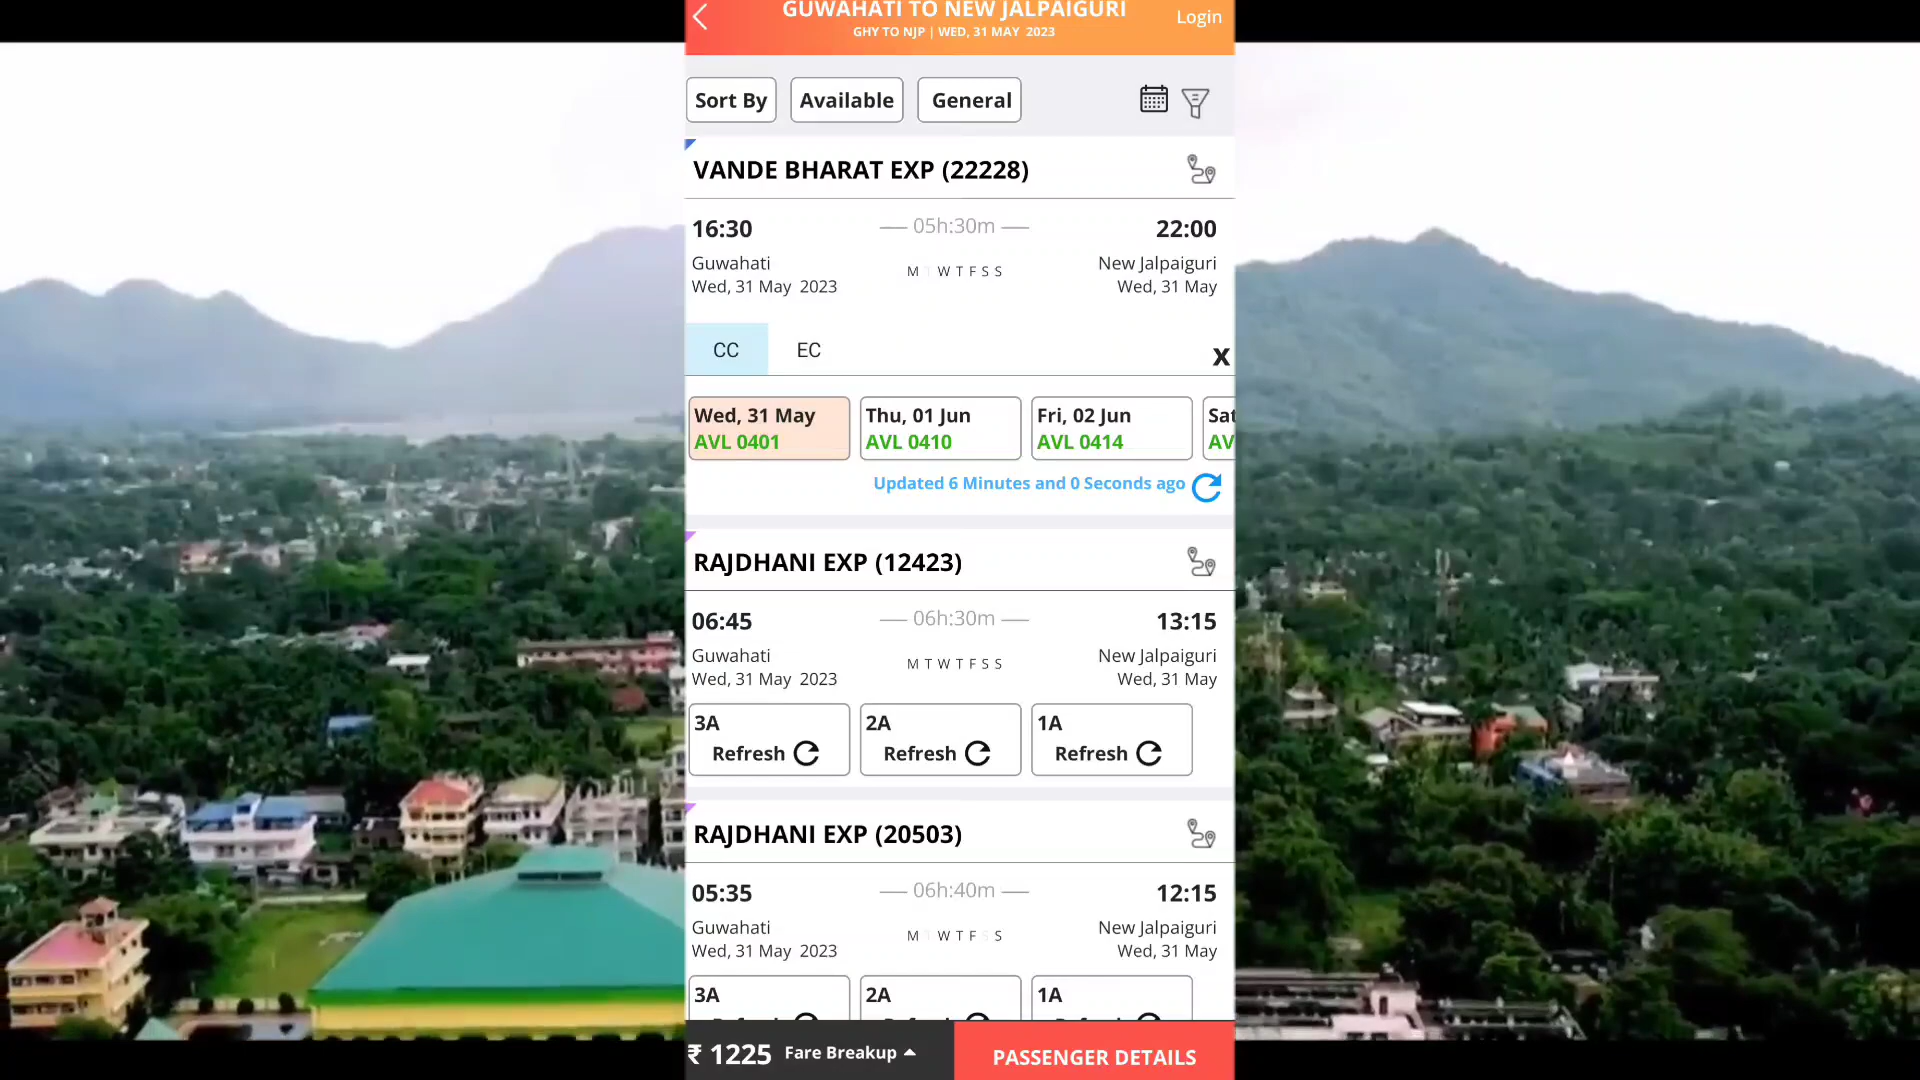 GUWAHATI TO NEW JALPAIGURI
Login
GHY TO NJP | WED, 31 MAY 2023
Sort By
Available
General
VANDE BHARAT EXP (22228)
16:30
05h:30m
22:00
Guwahati
M T W T F S S
New Jalpaiguri
Wed, 31 May 2023
Wed, 31 May
CC
EC
X
Wed, 31 May
Thu, 01 Jun
Fri, 02 Jun
Sat
AVL 0401
AVL 0410
AVL 0414
AV
Updated 6 Minutes and 0 Seconds ago
RAJDHANI EXP (12423)
06:45
06h:30m
13:15
Guwahati
M T W T F S S
New Jalpaiguri
Wed, 31 May 2023
Wed, 31 May
3A
2A
1A
Refresh
Refresh
Refresh
RAJDHANI EXP (20503)
05:35
06h:40m
12:15
Guwahati
M T W T F S S
New Jalpaiguri
Wed, 31 May 2023
Wed, 31 May
3A
2A
1A
₹ 1225
Fare Breakup
PASSENGER DETAILS